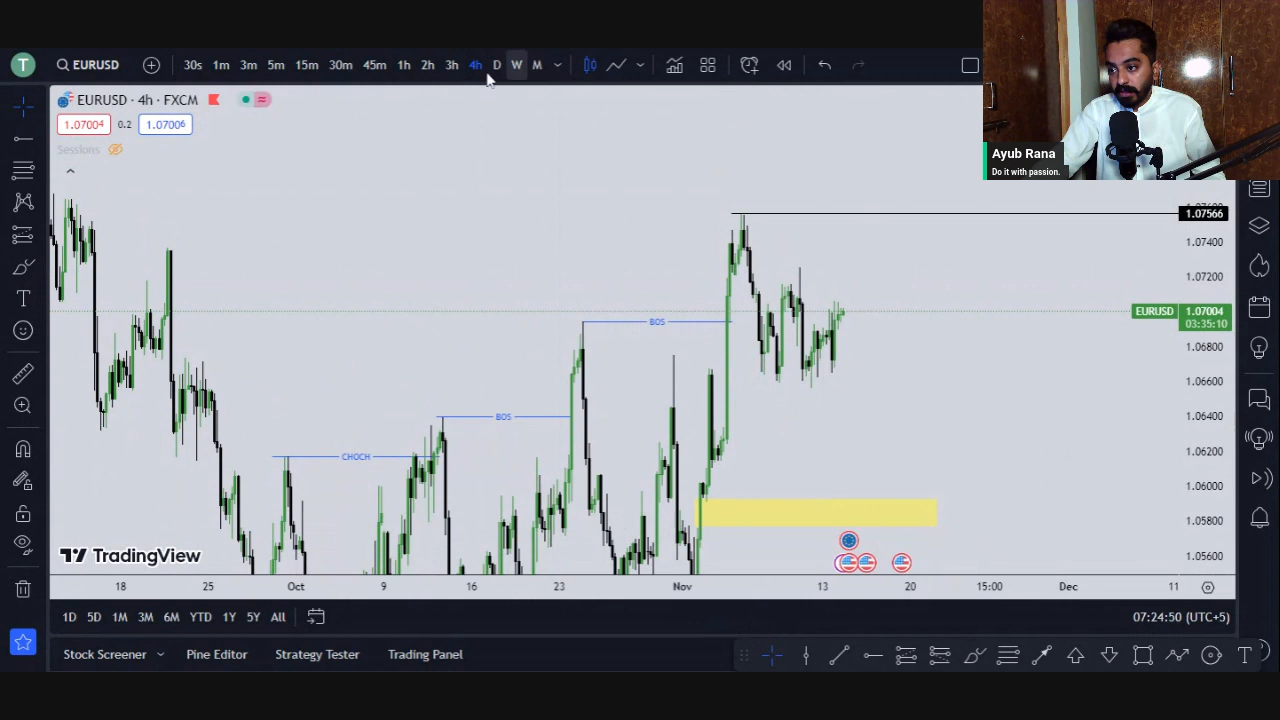 T
EURUSD
30s 1m 3m 5m 15m 30m 45m 1h 2h 3h 4h D W M
EURUSD · 4h · FXCM
1.07004 0.2 1.07006
Sessions
Ayub Rana
Do it with passion.
1.07566
1.07400
1.07200
EURUSD 1.07004
03:35:10
1.06800
1.06600
1.06400
1.06200
1.06000
1.05800
1.05600
BOS
BOS
CHOCH
TradingView
18 25 Oct 9 16 23 Nov 13 20 15:00 Dec 11
1D 5D 1M 3M 6M YTD 1Y 5Y All
07:24:50 (UTC+5)
Stock Screener Pine Editor Strategy Tester Trading Panel